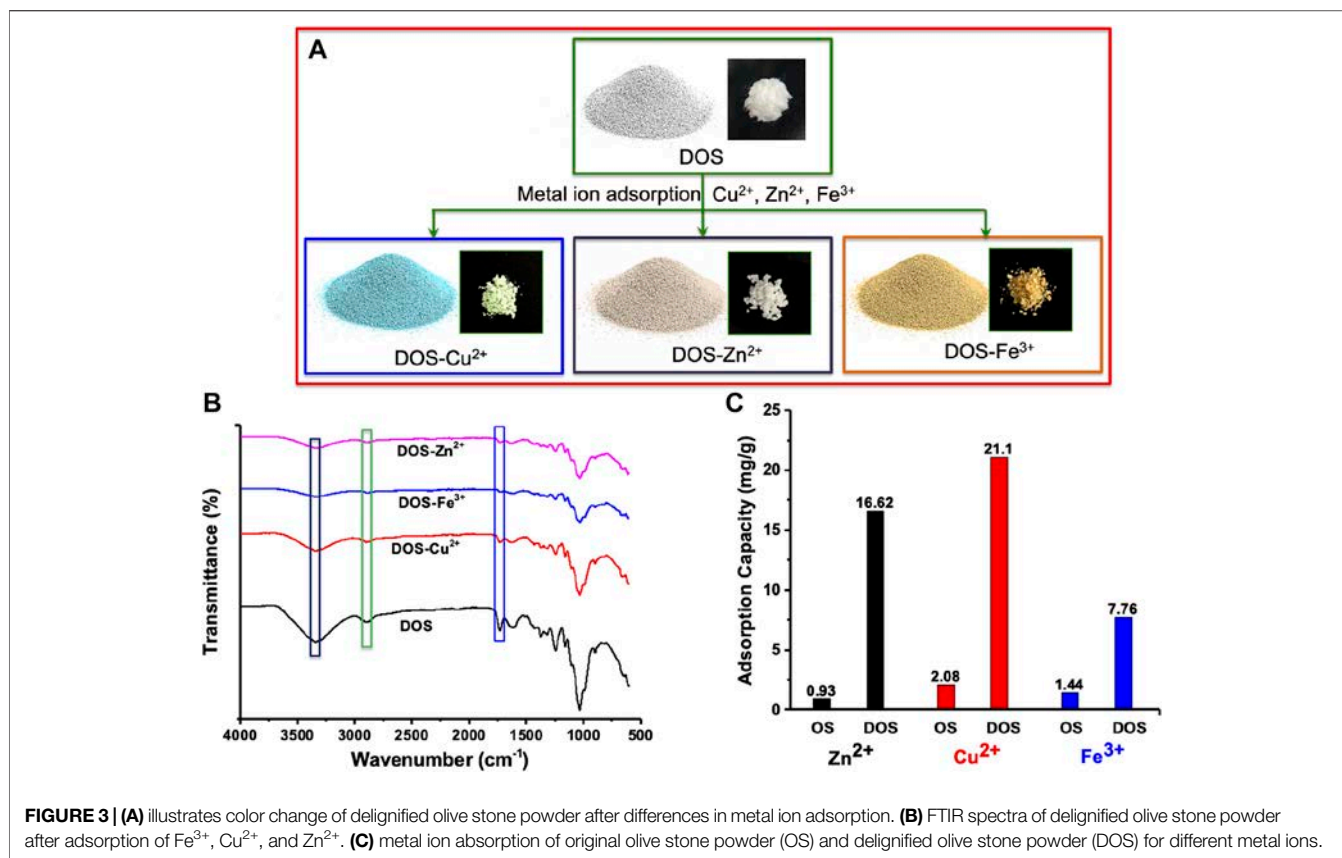 A
DOS
Metal ion adsorption Cu²⁺, Zn²⁺, Fe³⁺
DOS-Cu²⁺
DOS-Zn²⁺
DOS-Fe³⁺
B
Transmittance (%)
DOS-Zn²⁺
DOS-Fe³⁺
DOS-Cu²⁺
DOS
4000 3500 3000 2500 2000 1500 1000 500
Wavenumber (cm⁻¹)
C
Adsorption Capacity (mg/g)
25
20
15
10
5
0
0.93
16.62
2.08
21.1
1.44
7.76
OS DOS OS DOS OS DOS
Zn²⁺ Cu²⁺ Fe³⁺
FIGURE 3 | (A) illustrates color change of delignified olive stone powder after differences in metal ion adsorption. (B) FTIR spectra of delignified olive stone powder
after adsorption of Fe³⁺, Cu²⁺, and Zn²⁺. (C) metal ion absorption of original olive stone powder (OS) and delignified olive stone powder (DOS) for different metal ions.